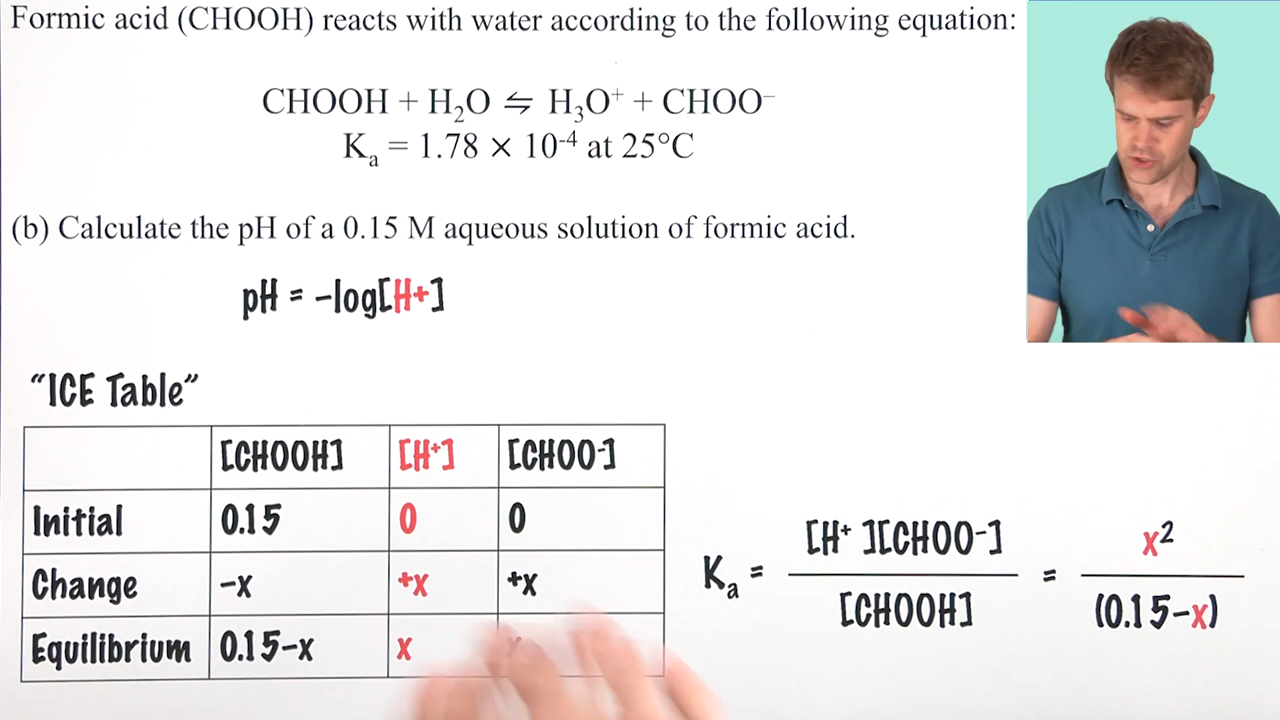 Formic acid (CHOOH) reacts with water according to the following equation:
CHOOH + H₂O ⇋ H₃O⁺ + CHOO⁻
Kₐ = 1.78 × 10⁻⁴ at 25°C
(b) Calculate the pH of a 0.15 M aqueous solution of formic acid.
pH = -log[H+]
"ICE Table"
[CHOOH] [H⁺] [CHOO⁻]
Initial 0.15 0 0
Change -x +x +x
Equilibrium 0.15-x x
Kₐ = [H⁺][CHOO⁻] / [CHOOH] = x² / (0.15-x)